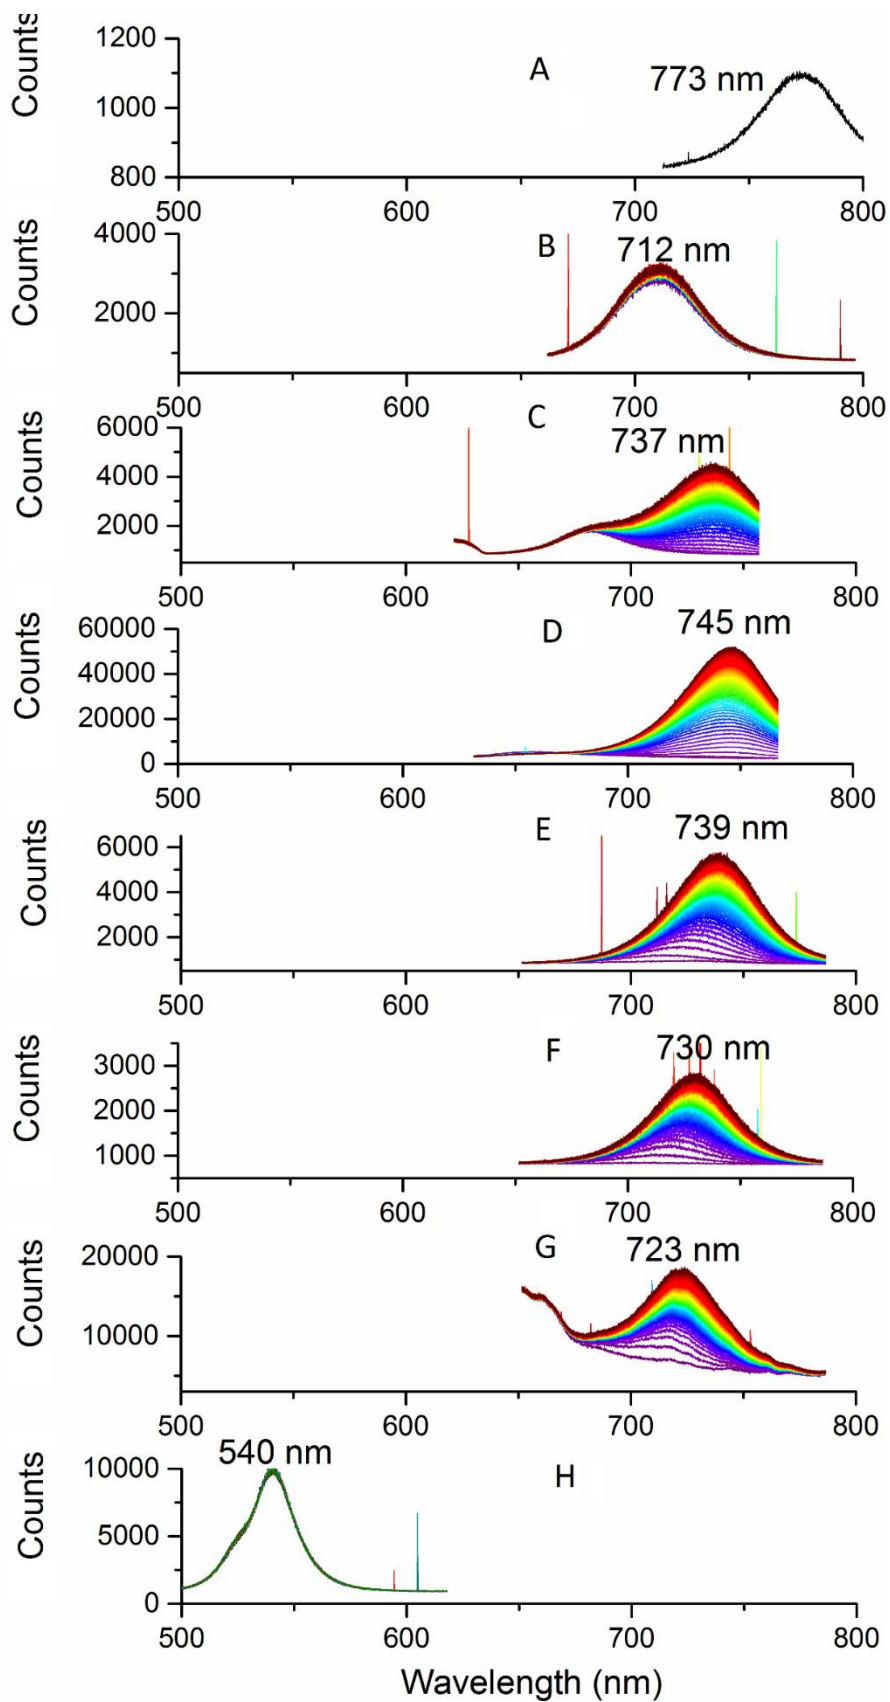 Counts
1200
1000
800
A
773 nm
500 600 700 800
Counts
4000
2000
B
712 nm
500 600 700 800
Counts
6000
4000
2000
C
737 nm
500 600 700 800
Counts
60000
40000
20000
0
D
745 nm
500 600 700 800
Counts
6000
4000
2000
E
739 nm
500 600 700 800
Counts
3000
2000
1000
F
730 nm
500 600 700 800
Counts
20000
10000
G
723 nm
500 600 700 800
Counts
10000
5000
0
540 nm
H
500 600 700 800
Wavelength (nm)